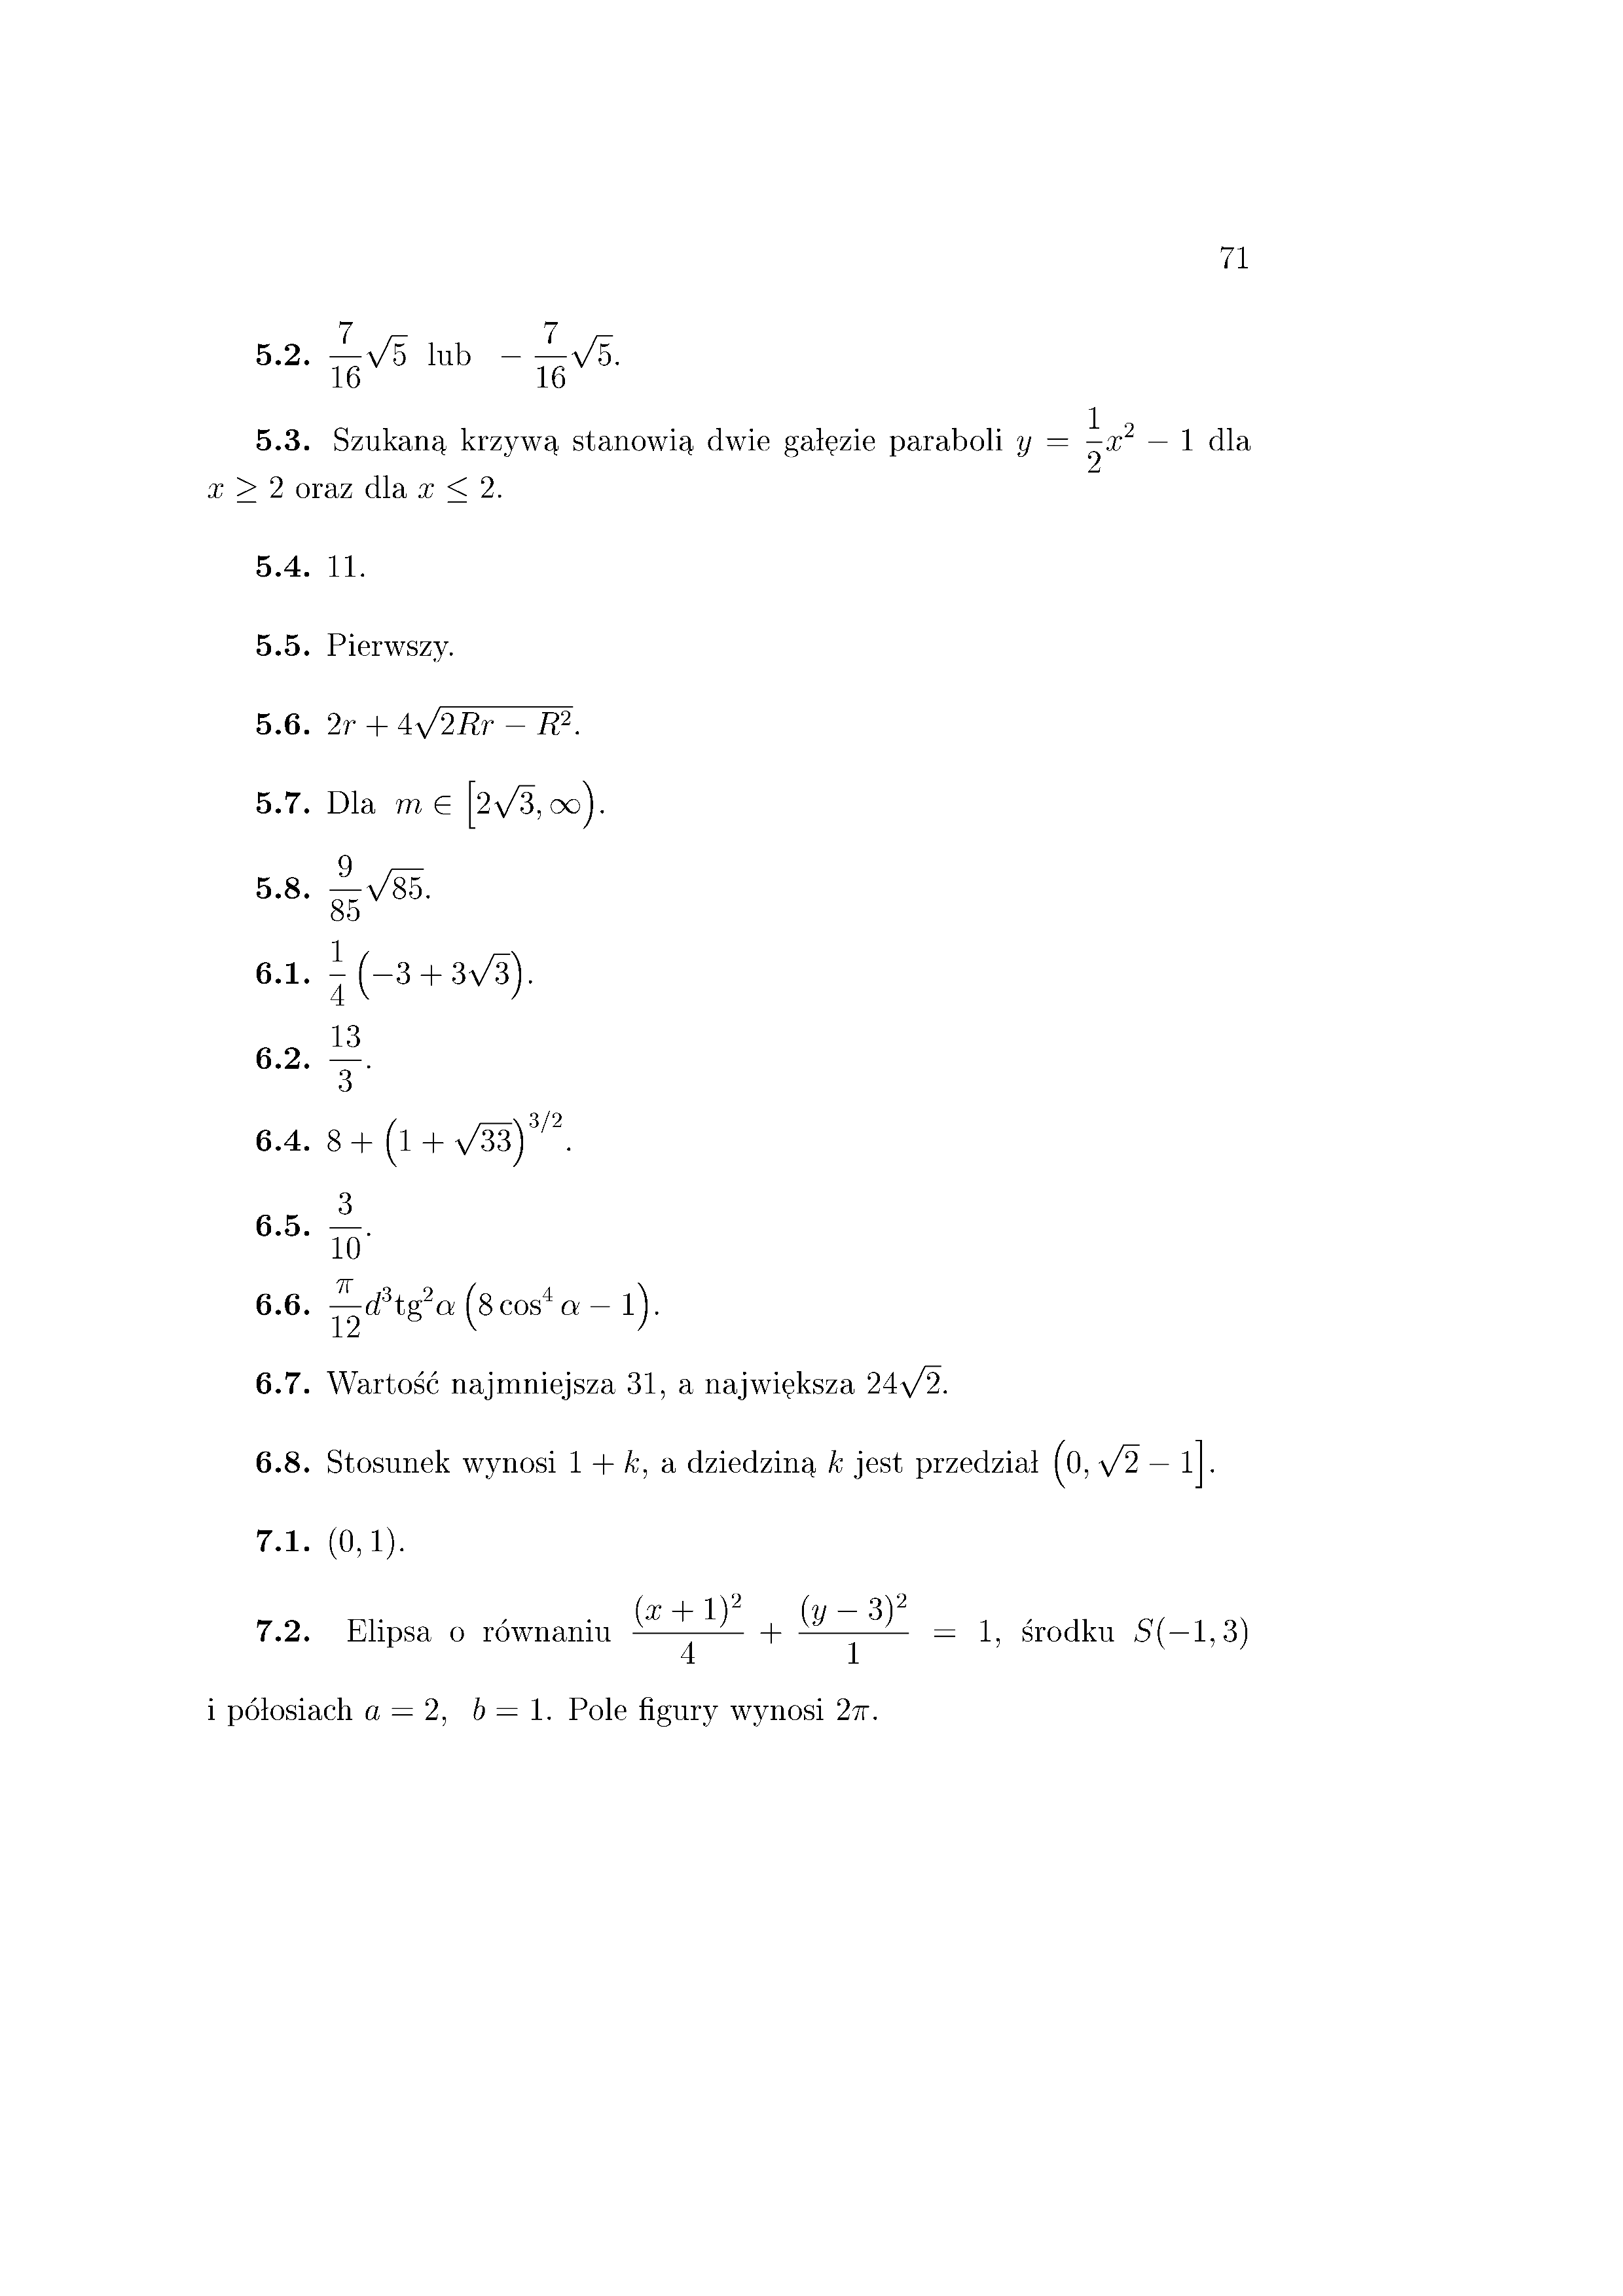 71
5.2. $\frac{7}{16}\sqrt{5}$ lub $-\frac{7}{16}\sqrt{5}$.
5.3. Szukaną krzywą stanowią dwie gałęzie paraboli $y = \frac{1}{2}x^2 - 1$ dla
$x \geq 2$ oraz dla $x \leq 2$.
5.4. 11.
5.5. Pierwszy.
5.6. $2r + 4\sqrt{2Rr - R^2}$.
5.7. Dla $m \in \left[2\sqrt{3}, \infty\right)$.
5.8. $\frac{9}{85}\sqrt{85}$.
6.1. $\frac{1}{4}\left(-3 + 3\sqrt{3}\right)$.
6.2. $\frac{13}{3}$.
6.4. $8 + \left(1 + \sqrt{33}\right)^{3/2}$.
6.5. $\frac{3}{10}$.
6.6. $\frac{\pi}{12}d^3 \mathrm{tg}^2\alpha \left(8\cos^4\alpha - 1\right)$.
6.7. Wartość najmniejsza 31, a największa $24\sqrt{2}$.
6.8. Stosunek wynosi $1 + k$, a dziedziną $k$ jest przedział $\left(0, \sqrt{2} - 1\right]$.
7.1. $(0, 1)$.
7.2. Elipsa o równaniu $\frac{(x+1)^2}{4} + \frac{(y-3)^2}{1} = 1$, środku $S(-1, 3)$
i półosiach $a = 2$, $b = 1$. Pole figury wynosi $2\pi$.